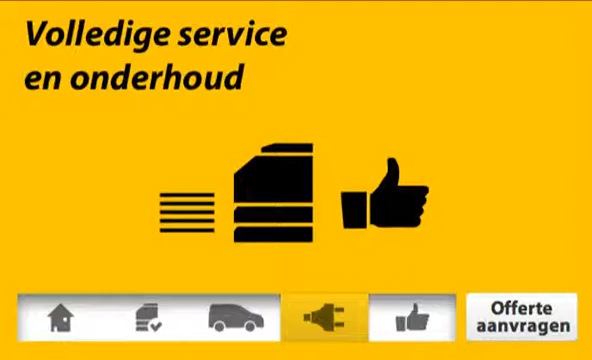 Volledige service
en onderhoud
Offerte
aanvragen